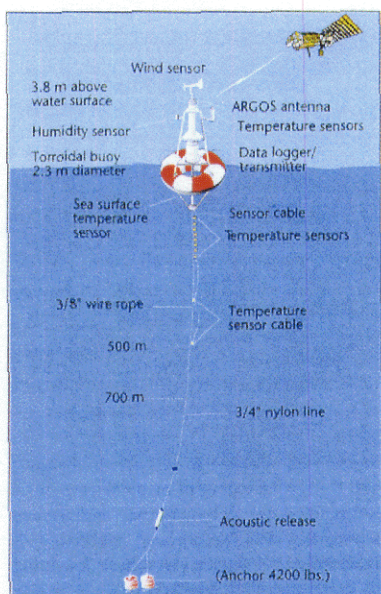 Wind sensor
3.8 m above
water surface
ARGOS antenna
Humidity sensor
Temperature sensors
Torroidal buoy
2.3 m diameter
Data logger/
transmitter
Sea surface
temperature
sensor
Sensor cable
Temperature sensors
3/8" wire rope
Temperature
sensor cable
500 m
700 m
3/4" nylon line
Acoustic release
(Anchor 4200 lbs.)